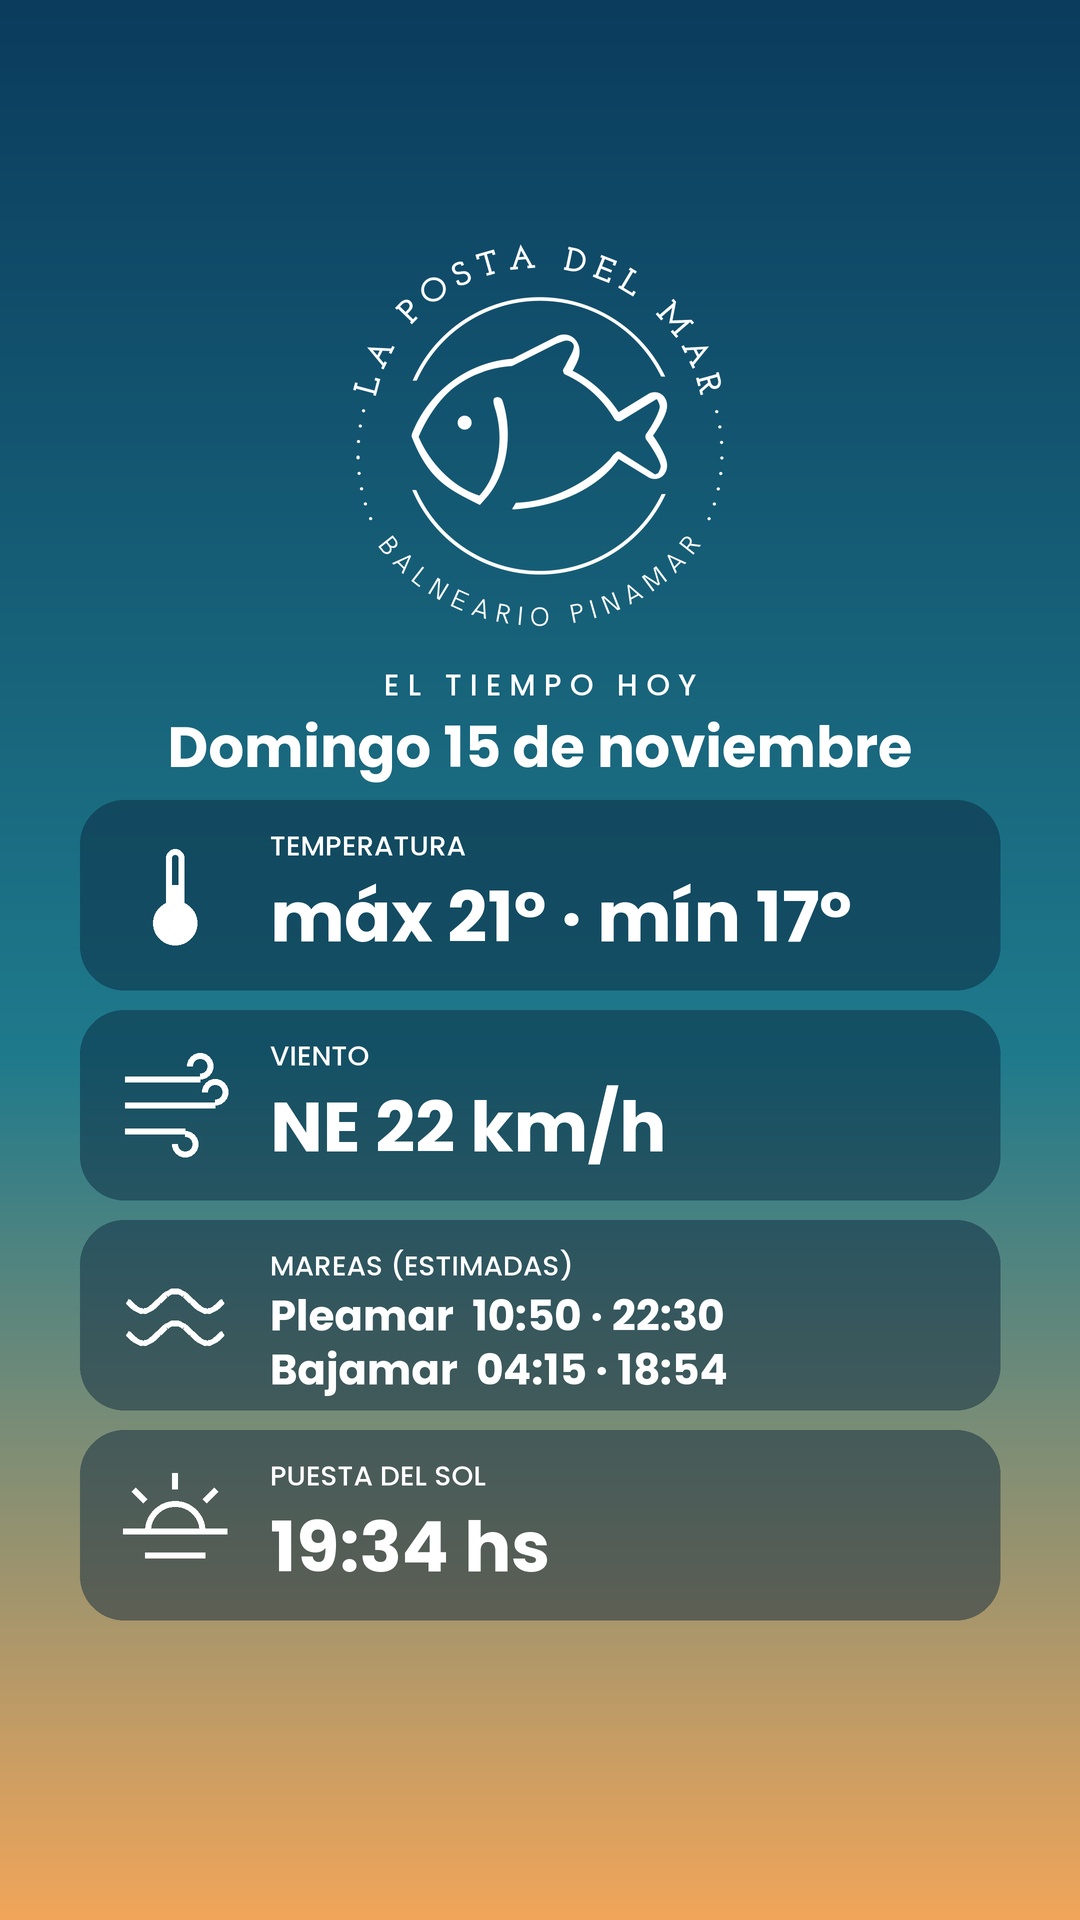 LA POSTA DEL MAR
BALNEARIO PINAMAR
EL TIEMPO HOY
Domingo 15 de noviembre
TEMPERATURA
máx 21° · mín 17°
VIENTO
NE 22 km/h
MAREAS (ESTIMADAS)
Pleamar 10:50 · 22:30
Bajamar 04:15 · 18:54
PUESTA DEL SOL
19:34 hs